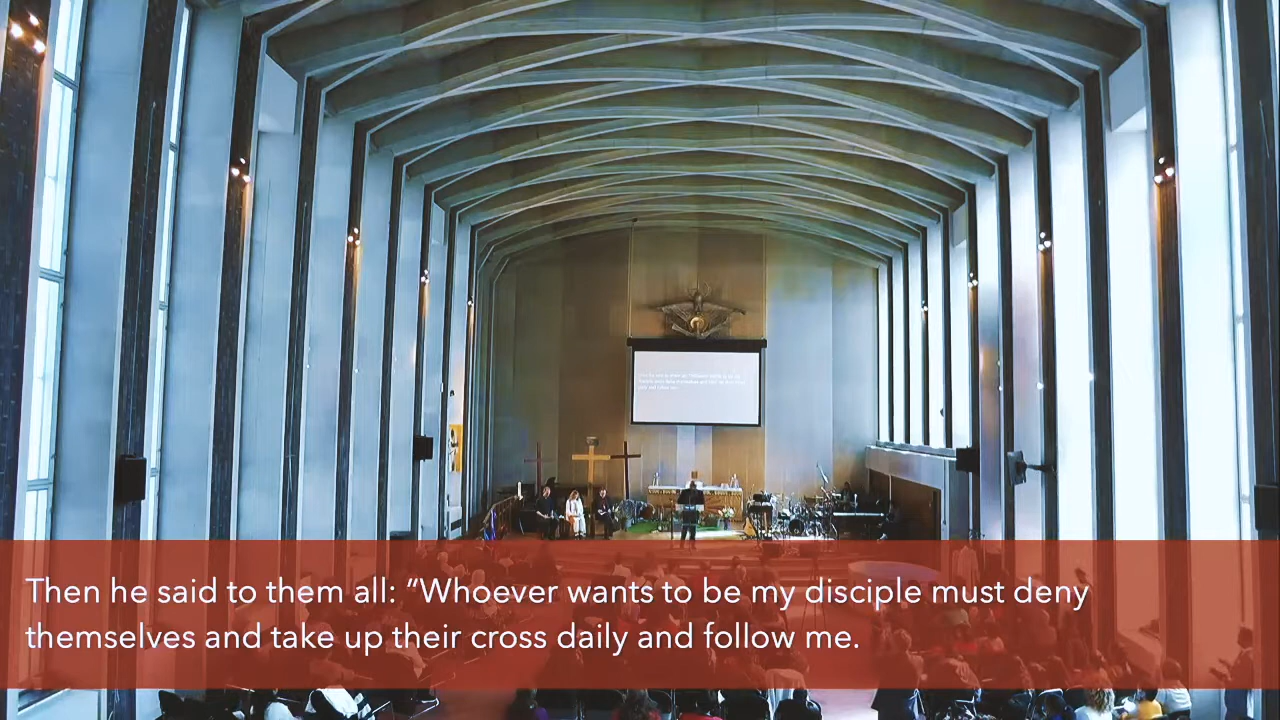 Then he said to them all: “Whoever wants to be my disciple must deny
themselves and take up their cross daily and follow me.